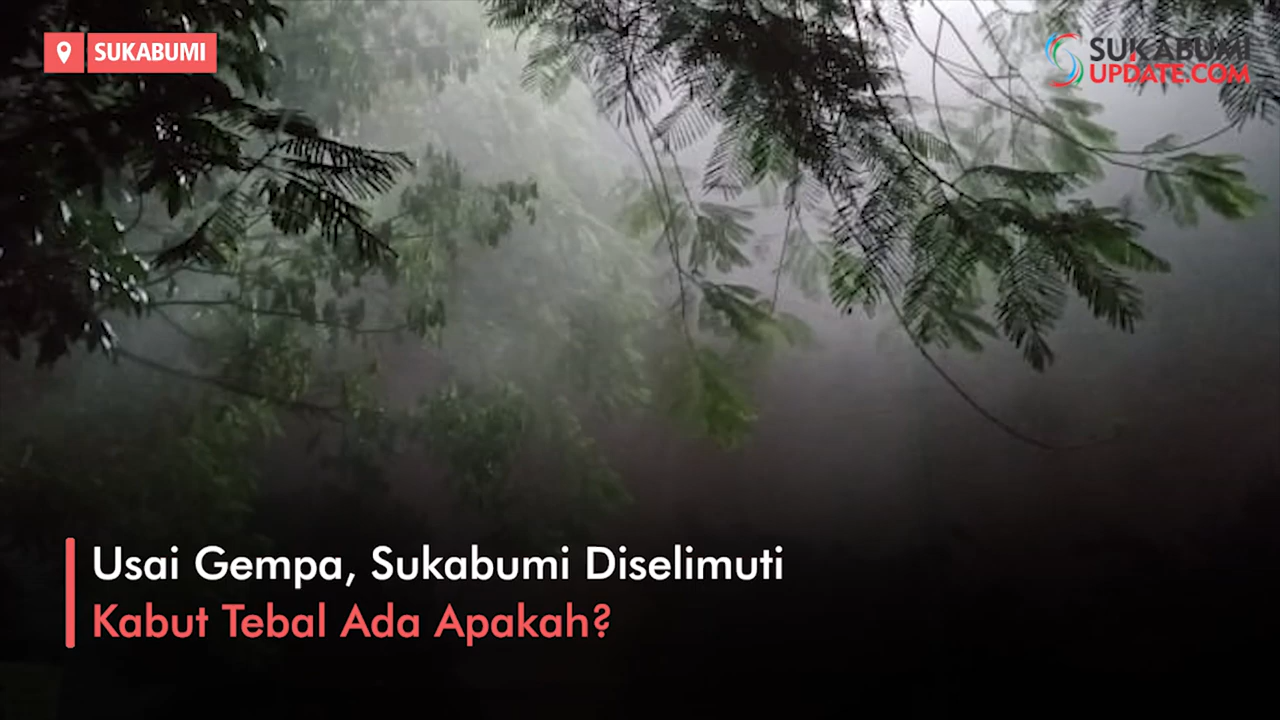 SUKABUMI
SUKABUMI
UPDATE.COM
Usai Gempa, Sukabumi Diselimuti
Kabut Tebal Ada Apakah?